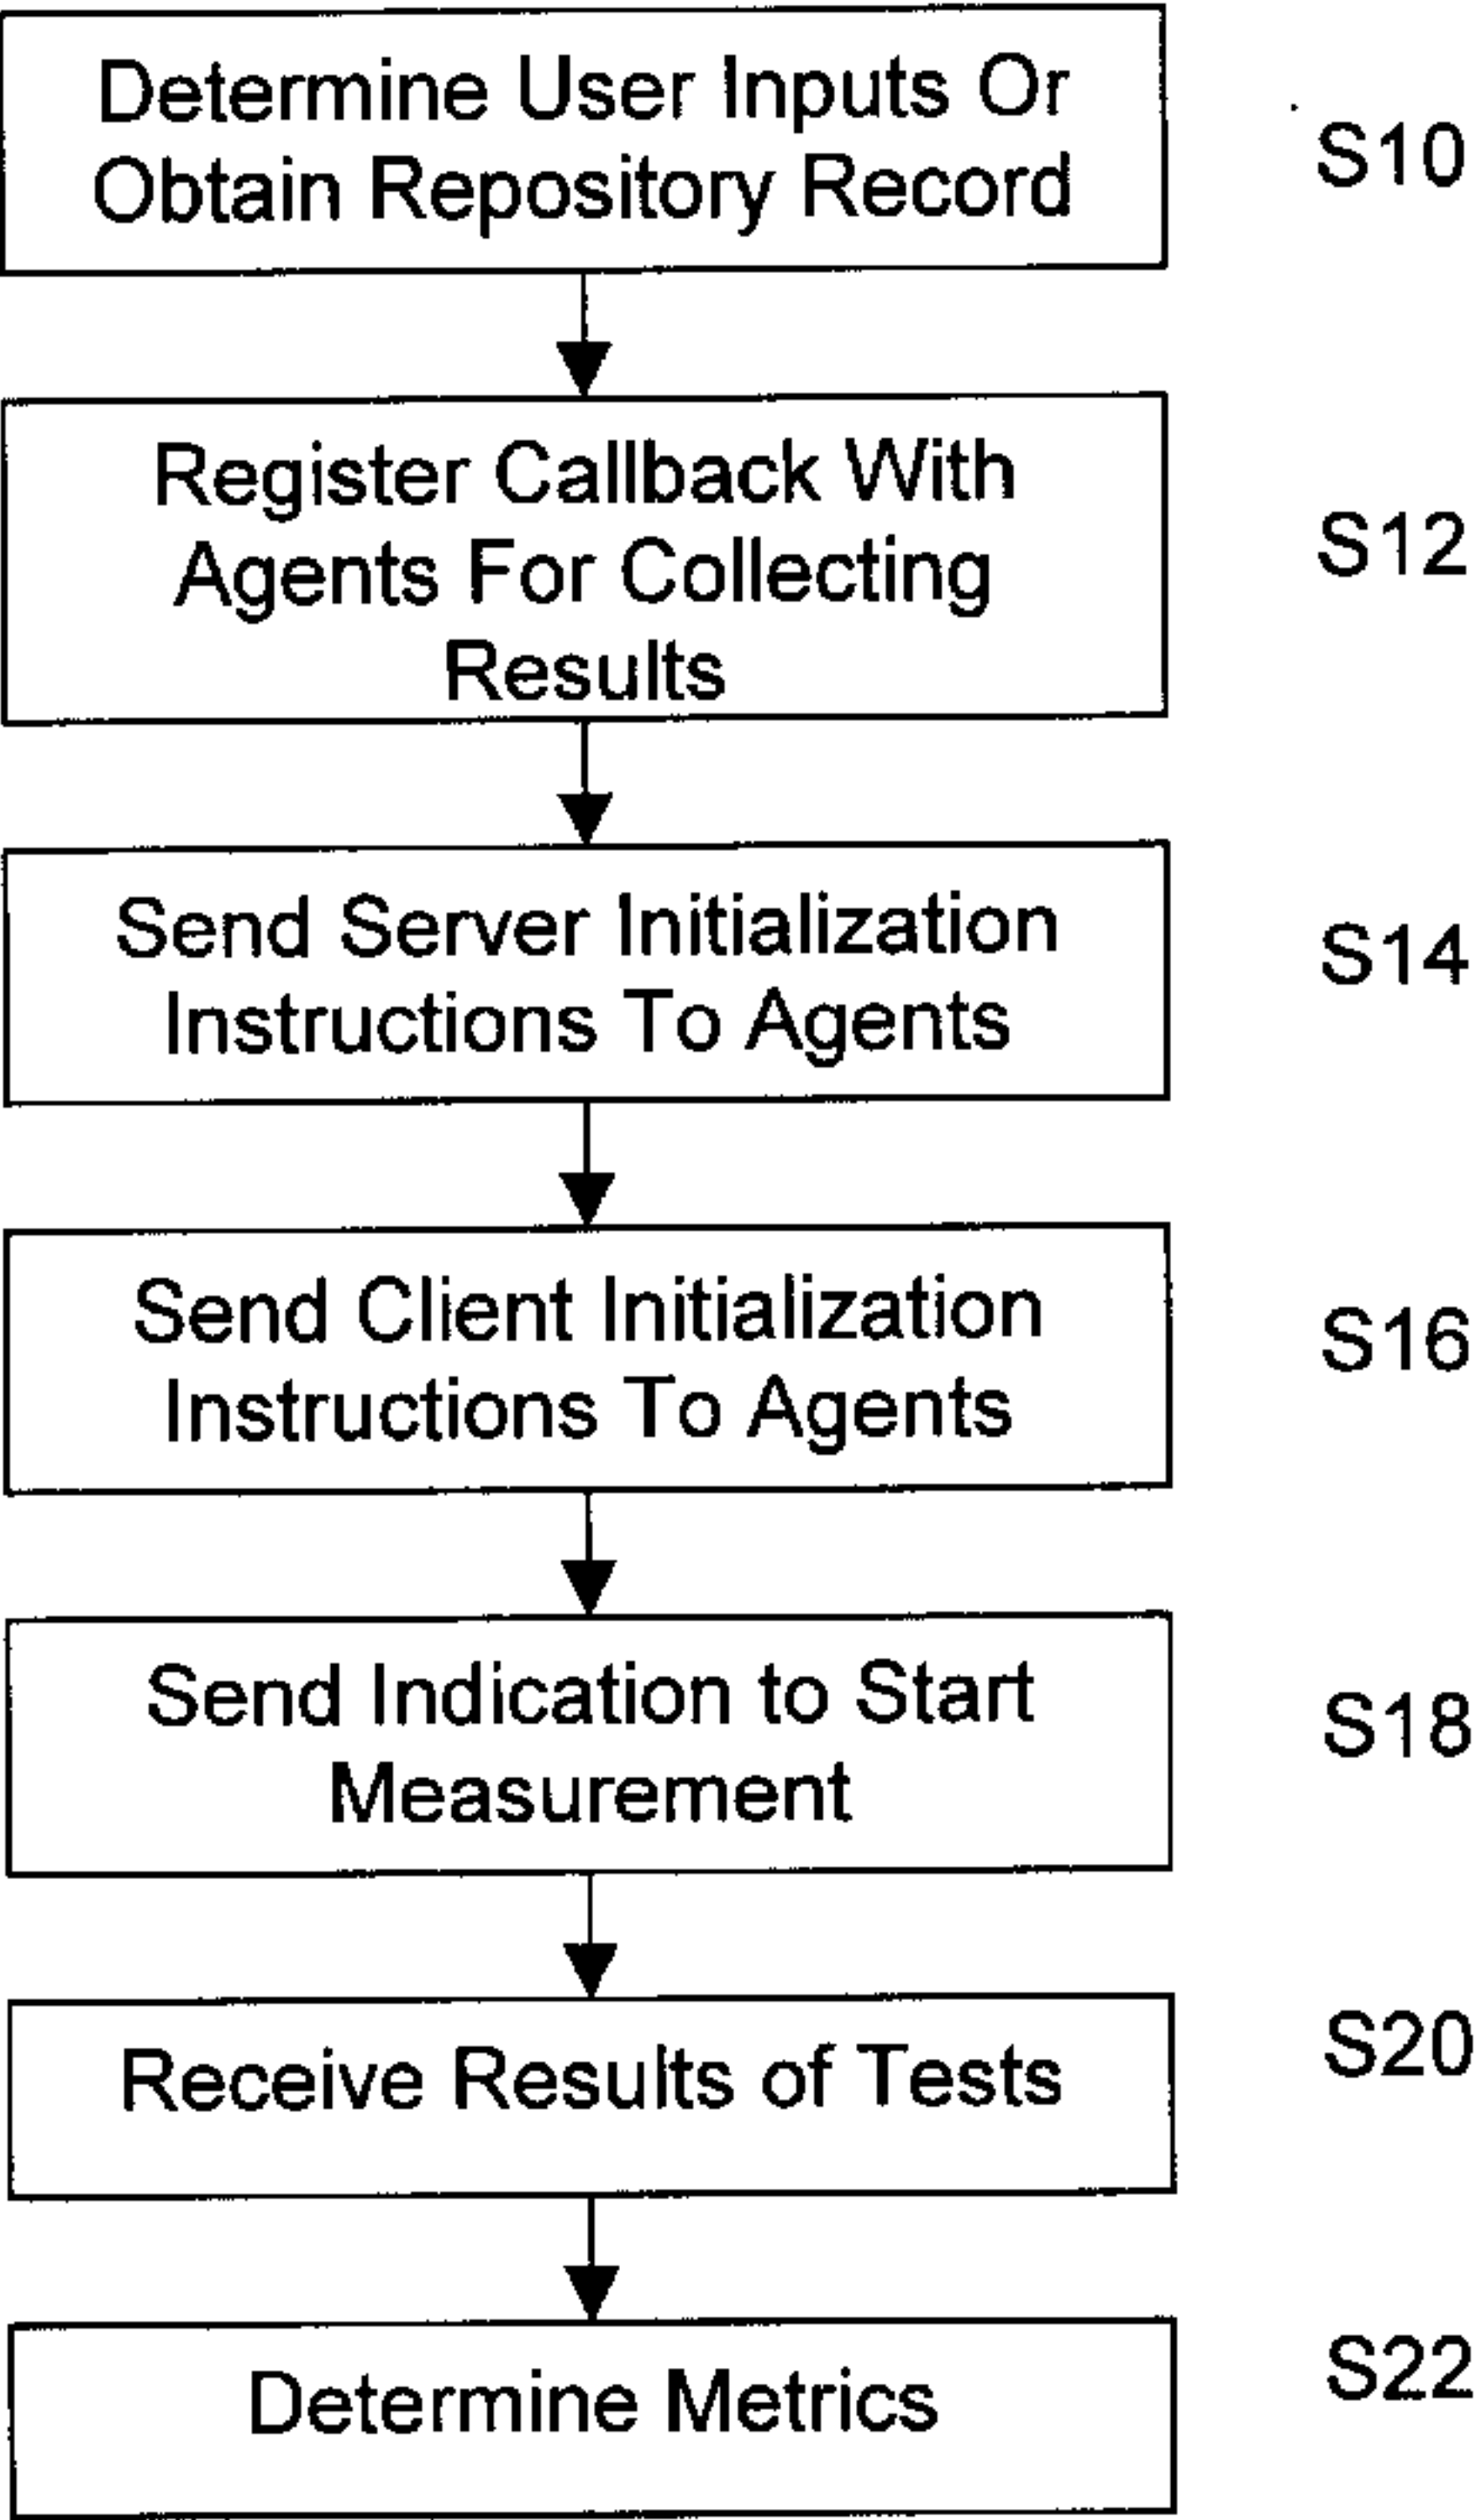 Determine User Inputs Or
Obtain Repository Record
S10
Register Callback With
Agents For Collecting
Results
S12
Send Server Initialization
Instructions To Agents
S14
Send Client Initialization
Instructions To Agents
S16
Send Indication to Start
Measurement
S18
Receive Results of Tests
S20
Determine Metrics
S22